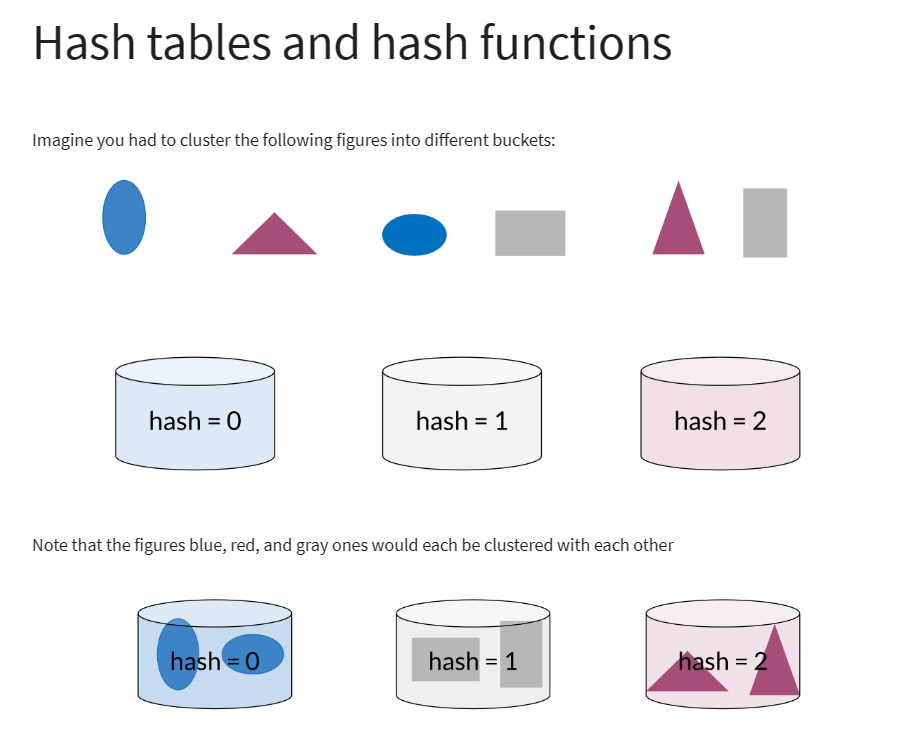 Hash tables and hash functions
Imagine you had to cluster the following figures into different buckets:
hash = 0
hash = 1
hash = 2
Note that the figures blue, red, and gray ones would each be clustered with each other
hash = 0
hash = 1
hash = 2